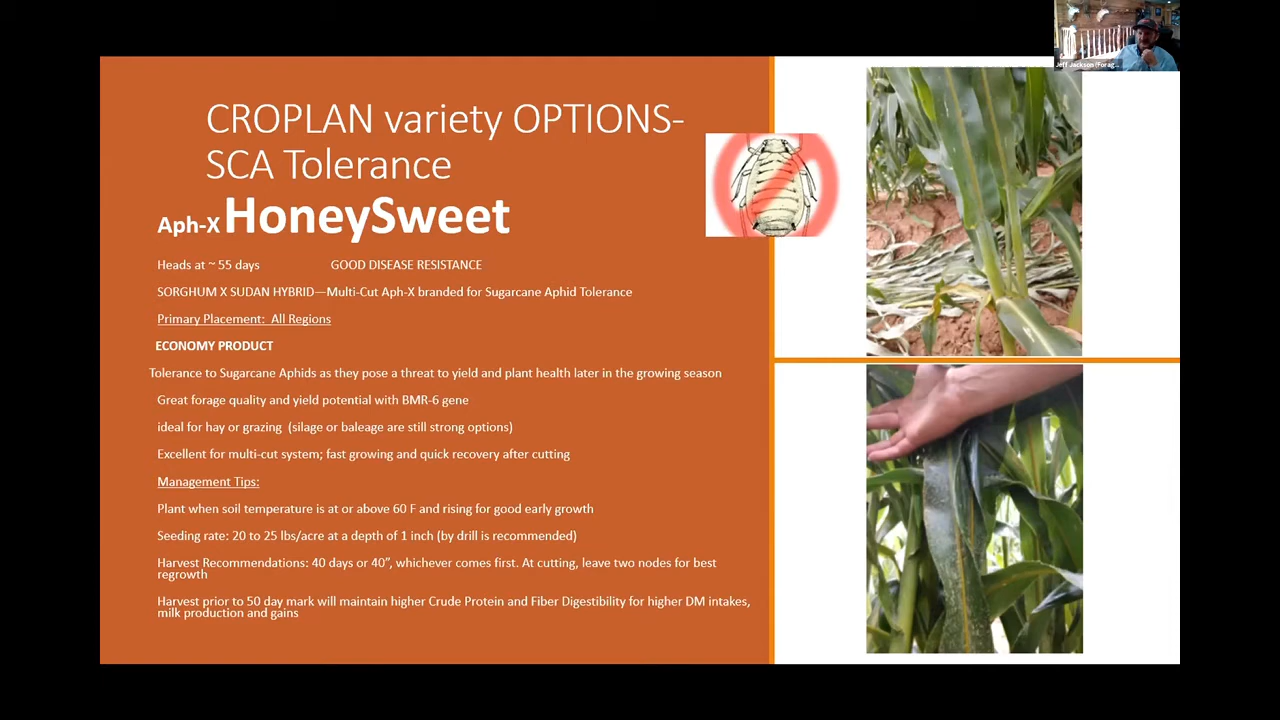 Jeff Jackson (Forag...
CROPLAN variety OPTIONS-
SCA Tolerance
Aph-X HoneySweet
Heads at ~ 55 days GOOD DISEASE RESISTANCE
SORGHUM X SUDAN HYBRID—Multi-Cut Aph-X branded for Sugarcane Aphid Tolerance
Primary Placement: All Regions
ECONOMY PRODUCT
Tolerance to Sugarcane Aphids as they pose a threat to yield and plant health later in the growing season
Great forage quality and yield potential with BMR-6 gene
ideal for hay or grazing (silage or baleage are still strong options)
Excellent for multi-cut system; fast growing and quick recovery after cutting
Management Tips:
Plant when soil temperature is at or above 60 F and rising for good early growth
Seeding rate: 20 to 25 lbs/acre at a depth of 1 inch (by drill is recommended)
Harvest Recommendations: 40 days or 40”, whichever comes first. At cutting, leave two nodes for best
regrowth
Harvest prior to 50 day mark will maintain higher Crude Protein and Fiber Digestibility for higher DM intakes,
milk production and gains